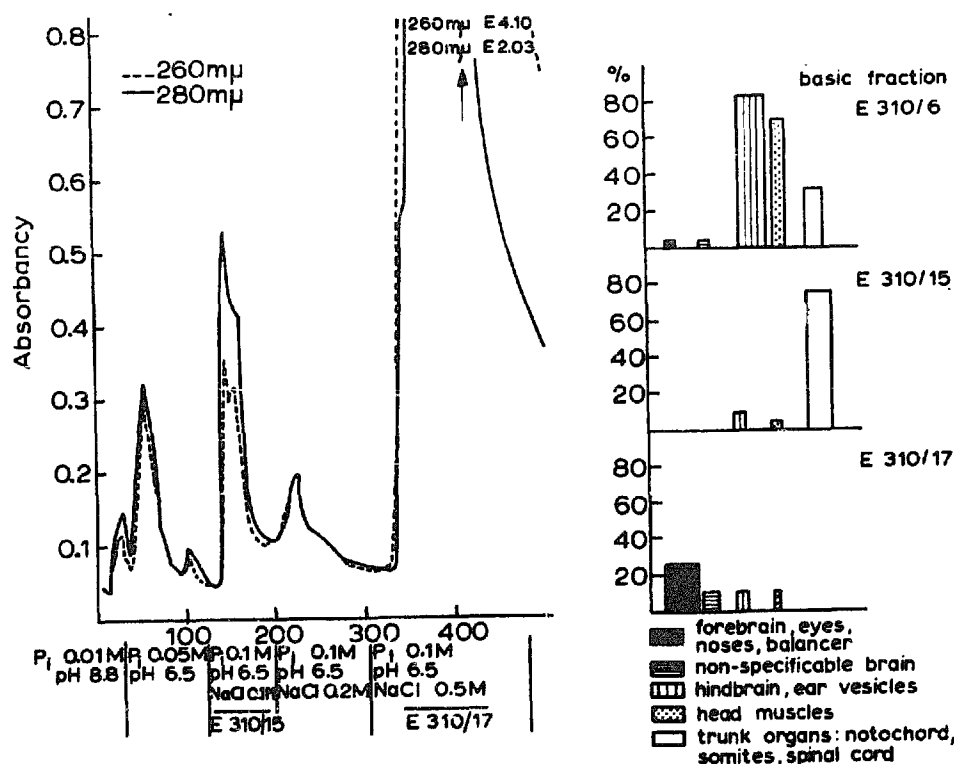 0.8
0.7
0.6
0.5
0.4
0.3
0.2
0.1
Absorbancy
260mµ
280mµ
260mµ E 4.10
280mµ E 2.03
100
200
300
400
Pi 0.01M
pH 8.8
Pi 0.05M
pH 6.5
Pi 0.1M
pH 6.5
NaCl 0.1M
E 310/15
Pi 0.1M
pH 6.5
NaCl 0.2M
Pi 0.1M
pH 6.5
NaCl 0.5M
E 310/17
%
basic fraction
E 310/6
80
60
40
20
E 310/15
80
60
40
20
E 310/17
80
60
40
20
forebrain, eyes,
noses, balancer
non-specificable brain
hindbrain, ear vesicles
head muscles
trunk organs: notochord,
somites, spinal cord